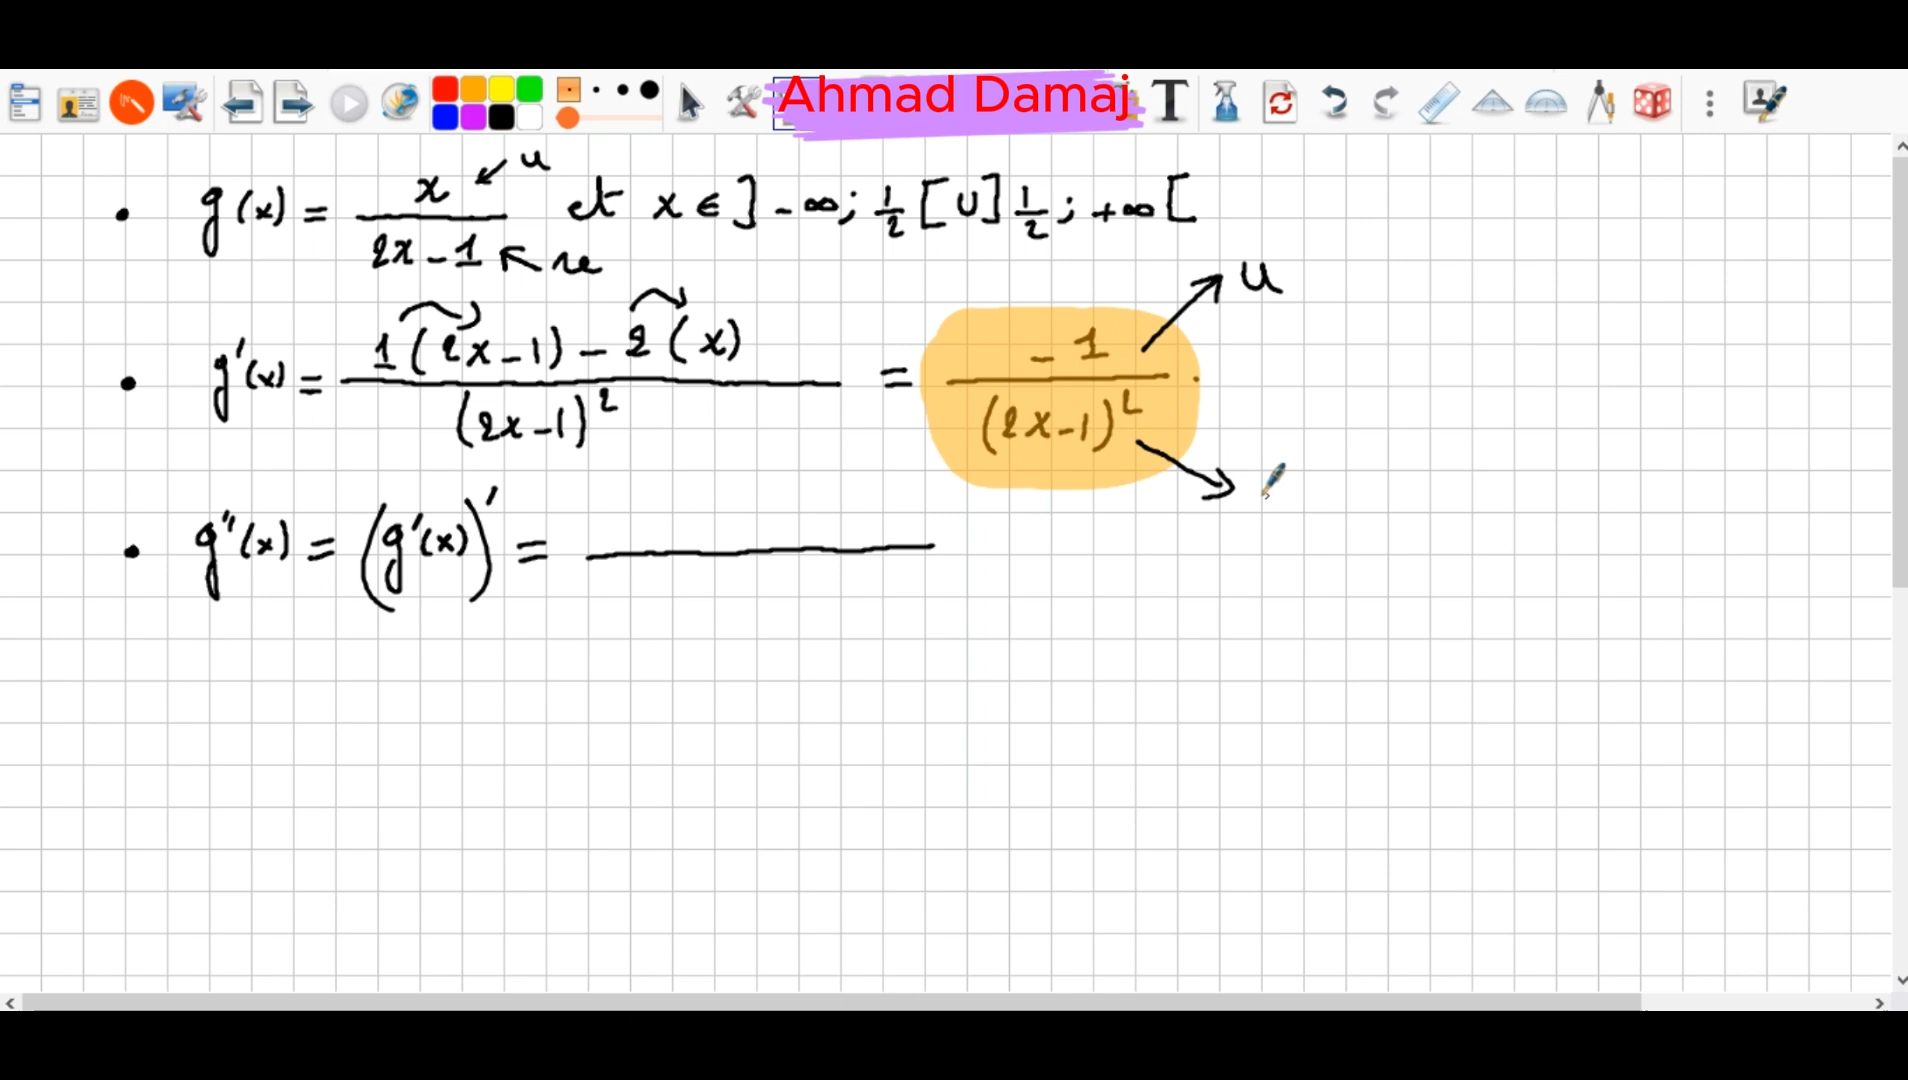 Ahmad Damaj
T
• g(x) = x/(2x-1) et x ∈ ]-∞; 1/2[ U ]1/2; +∞[
u
• g'(x) = (1(2x-1) - 2(x))/(2x-1)² = -1/(2x-1)².
u
• g''(x) = (g'(x))' =